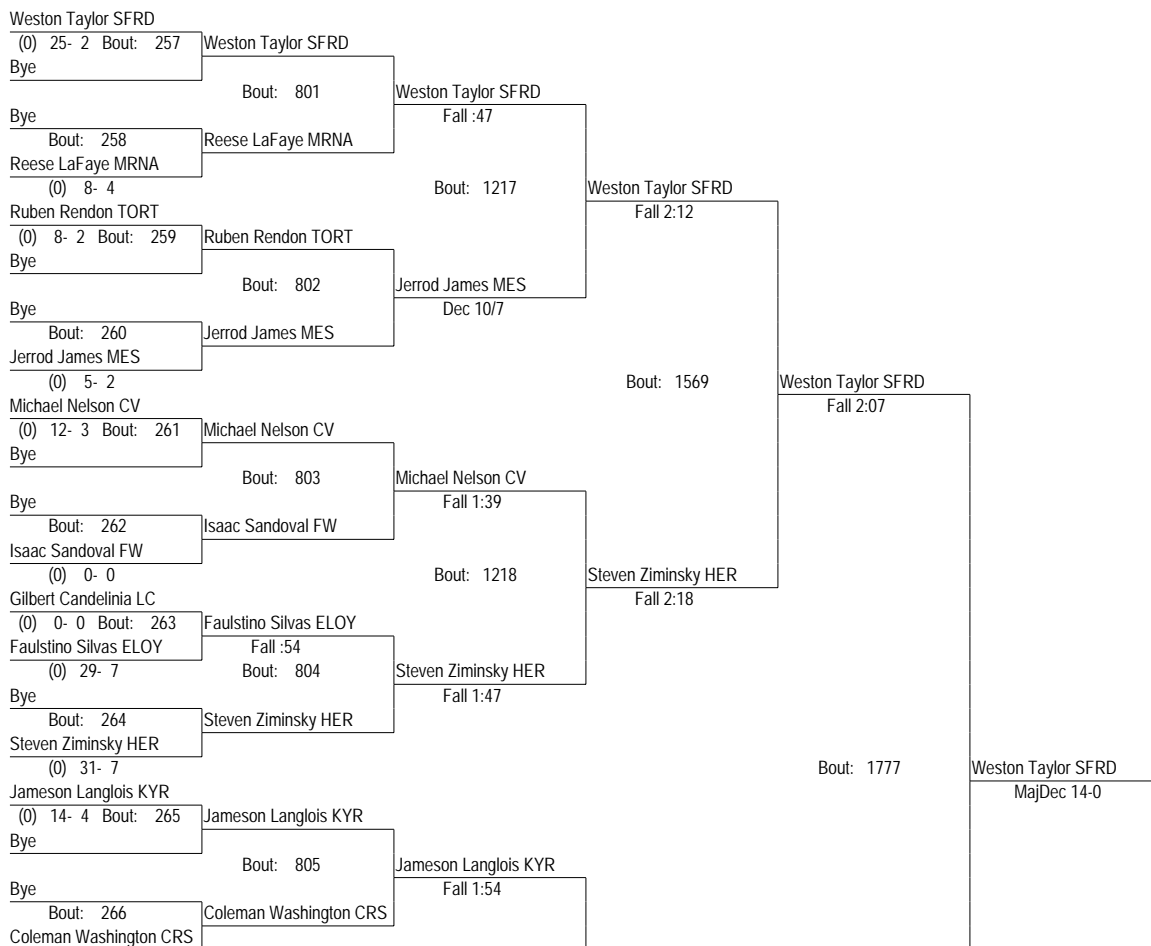 Weston Taylor SFRD
(0) 25- 2 Bout: 257 Weston Taylor SFRD
Bye
Bout: 801 Weston Taylor SFRD
Bye Fall :47
Bout: 258 Reese LaFaye MRNA
Reese LaFaye MRNA
(0) 8- 4 Bout: 1217 Weston Taylor SFRD
Ruben Rendon TORT Fall 2:12
(0) 8- 2 Bout: 259 Ruben Rendon TORT
Bye
Bout: 802 Jerrod James MES
Bye Dec 10/7
Bout: 260 Jerrod James MES
Jerrod James MES
(0) 5- 2 Bout: 1569 Weston Taylor SFRD
Michael Nelson CV Fall 2:07
(0) 12- 3 Bout: 261 Michael Nelson CV
Bye
Bout: 803 Michael Nelson CV
Bye Fall 1:39
Bout: 262 Isaac Sandoval FW
Isaac Sandoval FW
(0) 0- 0 Bout: 1218 Steven Ziminsky HER
Gilbert Candelinia LC Fall 2:18
(0) 0- 0 Bout: 263 Faulstino Silvas ELOY
Faulstino Silvas ELOY Fall :54
(0) 29- 7 Bout: 804 Steven Ziminsky HER
Bye Fall 1:47
Bout: 264 Steven Ziminsky HER
Steven Ziminsky HER
(0) 31- 7 Bout: 1777 Weston Taylor SFRD
Jameson Langlois KYR MajDec 14-0
(0) 14- 4 Bout: 265 Jameson Langlois KYR
Bye
Bout: 805 Jameson Langlois KYR
Bye Fall 1:54
Bout: 266 Coleman Washington CRS
Coleman Washington CRS